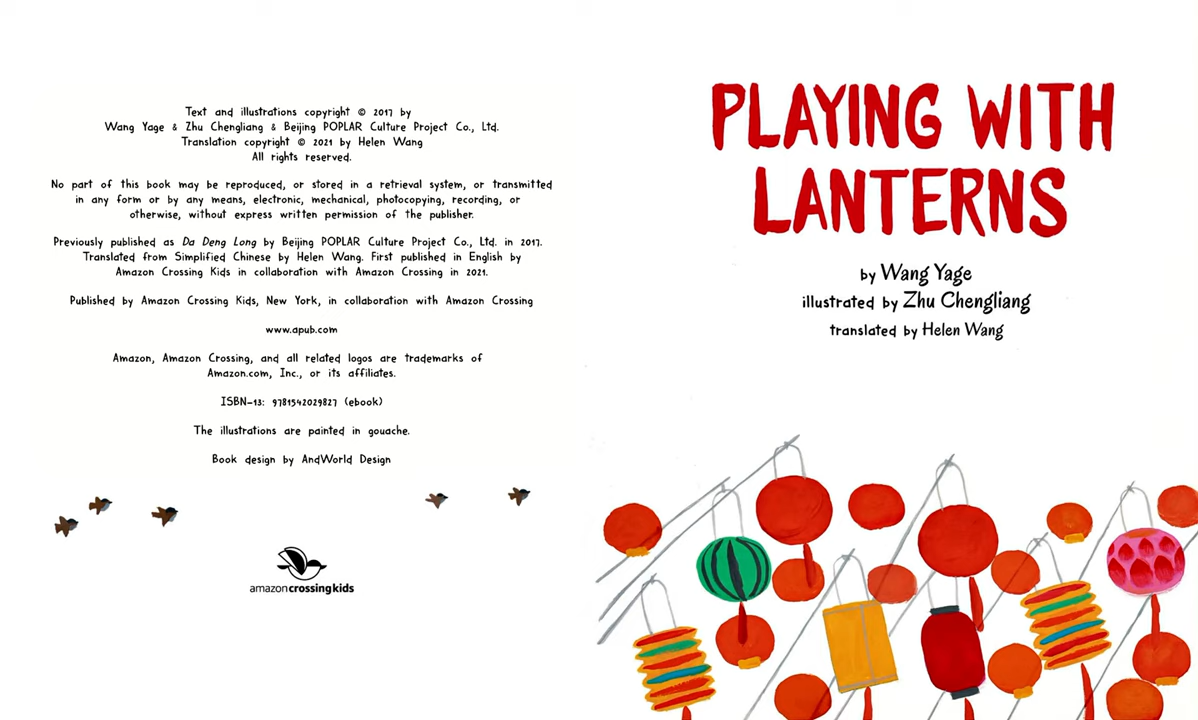 Text and illustrations copyright © 2017 by
Wang Yage & Zhu Chengliang & Beijing POPLAR Culture Project Co., Ltd.
Translation copyright © 2021 by Helen Wang
All rights reserved.
No part of this book may be reproduced, or stored in a retrieval system, or transmitted
in any form or by any means, electronic, mechanical, photocopying, recording, or
otherwise, without express written permission of the publisher.
Previously published as Da Deng Long by Beijing POPLAR Culture Project Co., Ltd. in 2017.
Translated from Simplified Chinese by Helen Wang. First published in English by
Amazon Crossing Kids in collaboration with Amazon Crossing in 2021.
Published by Amazon Crossing Kids, New York, in collaboration with Amazon Crossing
www.apub.com
Amazon, Amazon Crossing, and all related logos are trademarks of
Amazon.com, Inc., or its affiliates.
ISBN-13: 9781542029827 (ebook)
The illustrations are painted in gouache.
Book design by AndWorld Design
amazoncrossingkids
PLAYING WITH
LANTERNS
by Wang Yage
illustrated by Zhu Chengliang
translated by Helen Wang